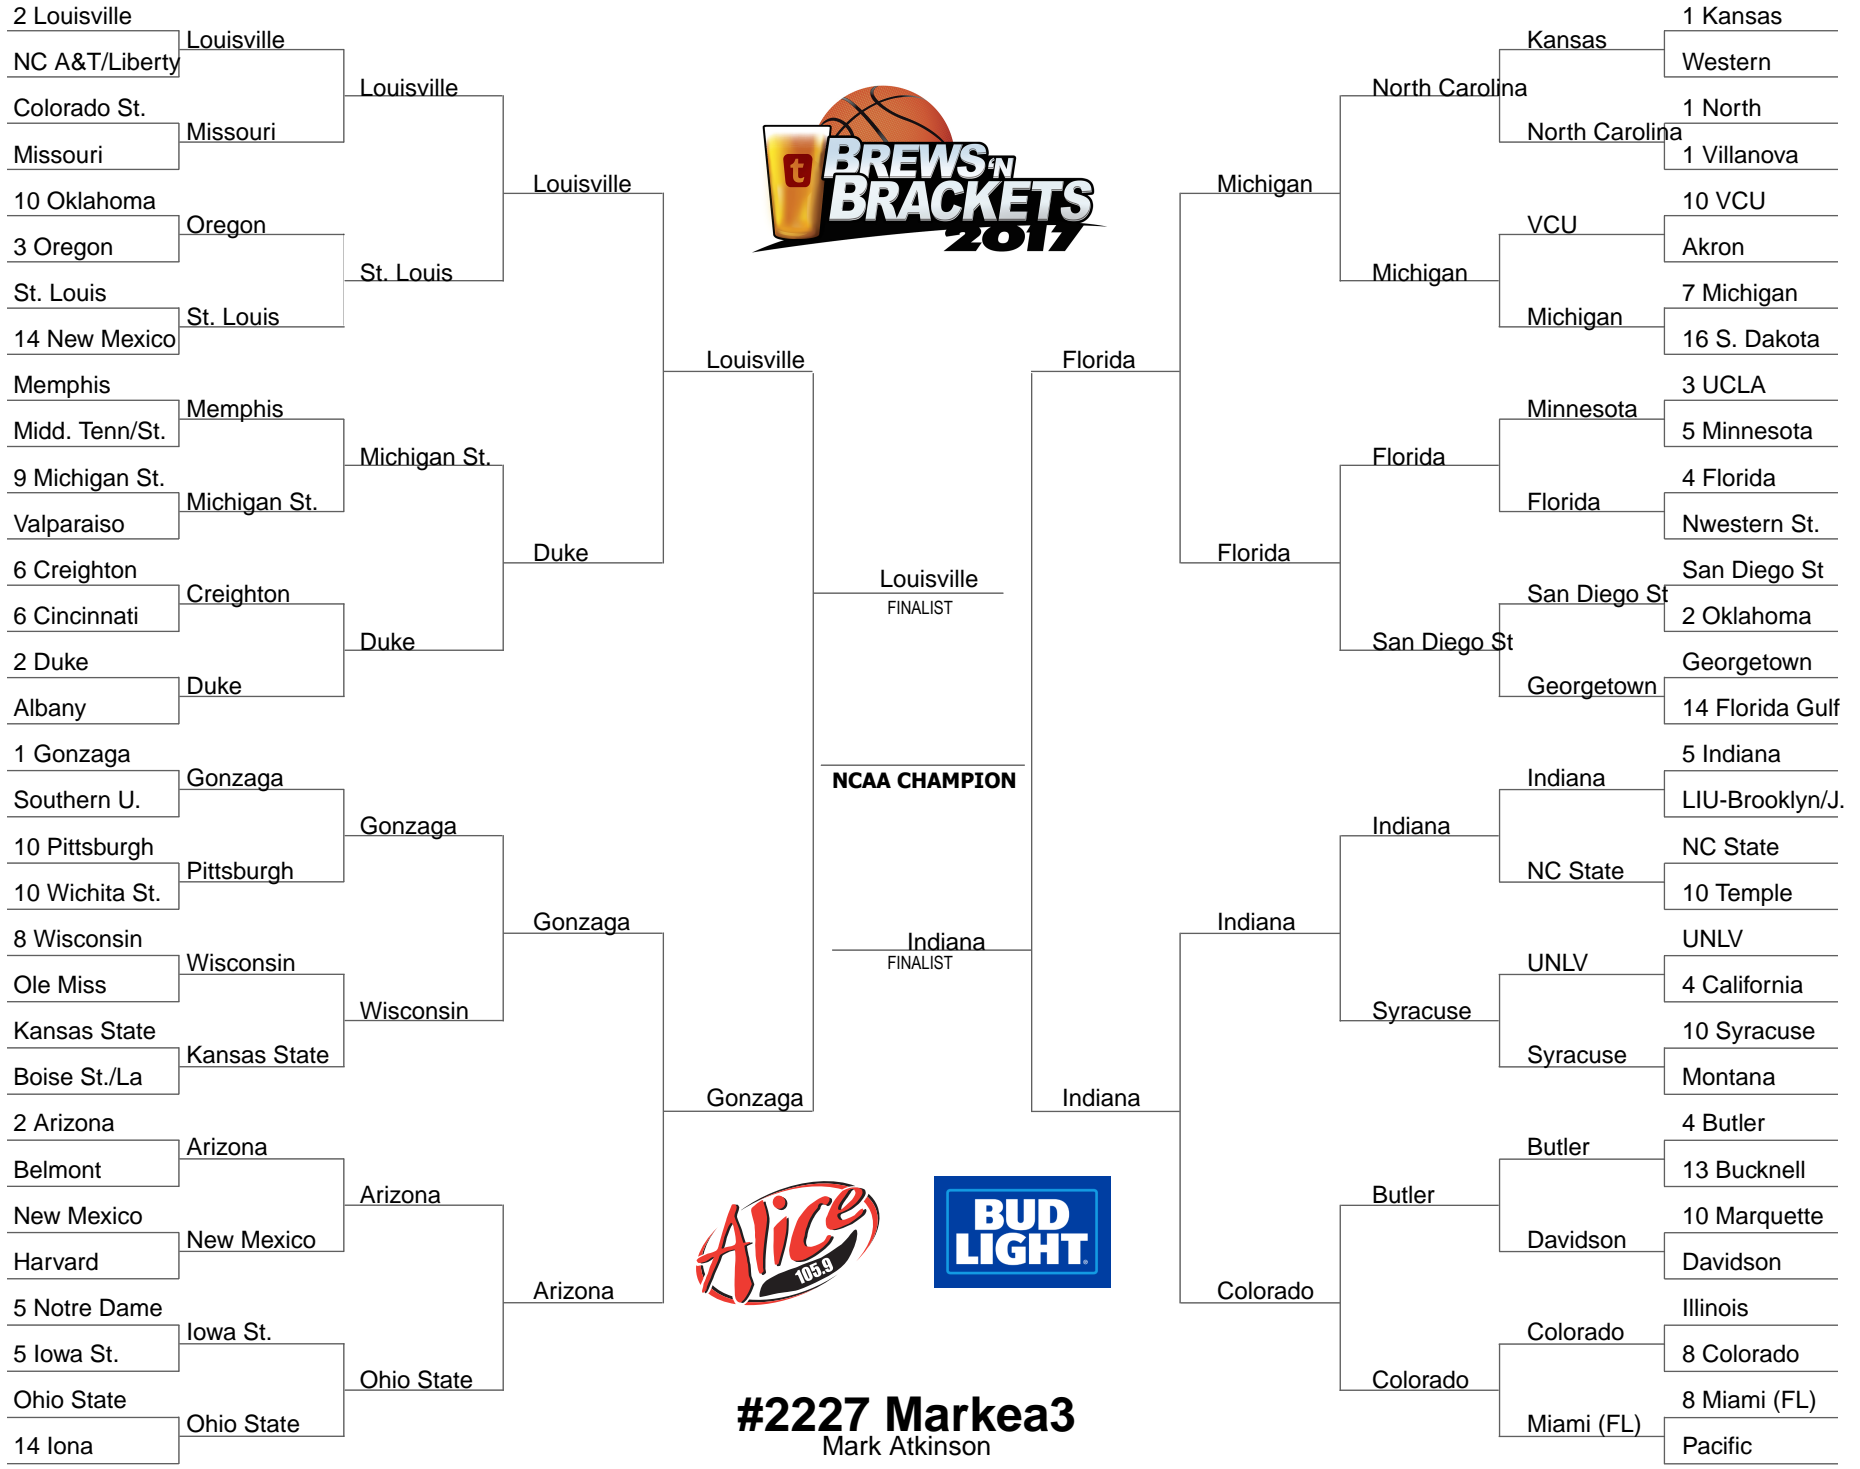 2 Louisville
NC A&T/Liberty
Colorado St.
Missouri
10 Oklahoma
3 Oregon
St. Louis
14 New Mexico
Memphis
Midd. Tenn/St.
9 Michigan St.
Valparaiso
6 Creighton
6 Cincinnati
2 Duke
Albany
1 Gonzaga
Southern U.
10 Pittsburgh
10 Wichita St.
8 Wisconsin
Ole Miss
Kansas State
Boise St./La
2 Arizona
Belmont
New Mexico
Harvard
5 Notre Dame
5 Iowa St.
Ohio State
14 Iona
Louisville
Missouri
Oregon
St. Louis
Memphis
Michigan St.
Creighton
Duke
Gonzaga
Pittsburgh
Wisconsin
Kansas State
Arizona
New Mexico
Iowa St.
Ohio State
Louisville
St. Louis
Michigan St.
Duke
Gonzaga
Wisconsin
Arizona
Ohio State
Louisville
Duke
Gonzaga
Arizona
Louisville
Gonzaga
t
BREWS 'N
BRACKETS
2017
Louisville
FINALIST
NCAA CHAMPION
Indiana
FINALIST
Alice
105.9
BUD
LIGHT
#2227 Markea3
Mark Atkinson
Florida
Indiana
Michigan
Florida
Indiana
Colorado
North Carolina
Michigan
Florida
San Diego St
Indiana
Syracuse
Butler
Colorado
Kansas
North Carolina
VCU
Michigan
Minnesota
Florida
San Diego St
Georgetown
Indiana
NC State
UNLV
Syracuse
Butler
Davidson
Colorado
Miami (FL)
1 Kansas
Western
1 North
1 Villanova
10 VCU
Akron
7 Michigan
16 S. Dakota
3 UCLA
5 Minnesota
4 Florida
Nwestern St.
San Diego St
2 Oklahoma
Georgetown
14 Florida Gulf
5 Indiana
LIU-Brooklyn/J.
NC State
10 Temple
UNLV
4 California
10 Syracuse
Montana
4 Butler
13 Bucknell
10 Marquette
Davidson
Illinois
8 Colorado
8 Miami (FL)
Pacific